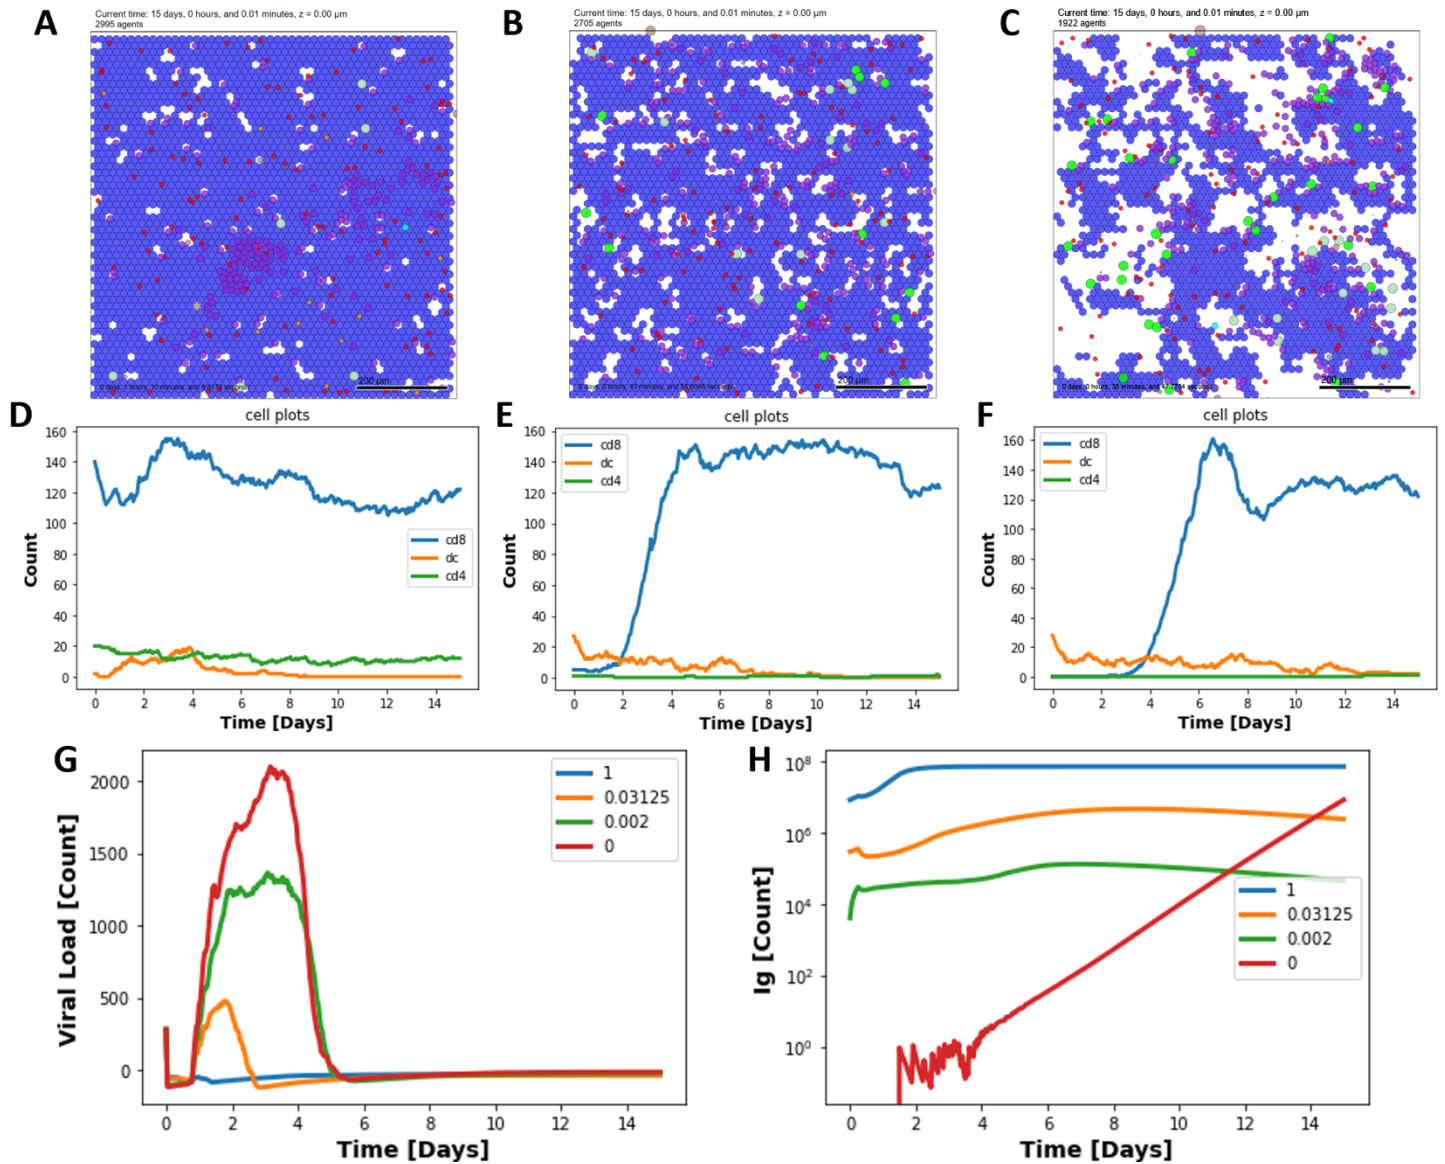 A
Current time: 15 days, 0 hours, and 0.01 minutes, z = 0.00 μm
2995 agents
200 μm
B
Current time: 15 days, 0 hours, and 0.01 minutes, z = 0.00 μm
2705 agents
200 μm
C
Current time: 15 days, 0 hours, and 0.01 minutes, z = 0.00 μm
1922 agents
200 μm
D
cell plots
160
140
120
100
80
60
40
20
0
Count
cd8
dc
cd4
0 2 4 6 8 10 12 14
Time [Days]
E
cell plots
160
140
120
100
80
60
40
20
0
Count
cd8
dc
cd4
0 2 4 6 8 10 12 14
Time [Days]
F
cell plots
160
140
120
100
80
60
40
20
0
Count
cd8
dc
cd4
0 2 4 6 8 10 12 14
Time [Days]
G
2000
1500
1000
500
0
Viral Load [Count]
1
0.03125
0.002
0
0 2 4 6 8 10 12 14
Time [Days]
H
10⁸
10⁶
10⁴
10²
10⁰
Ig [Count]
1
0.03125
0.002
0
0 2 4 6 8 10 12 14
Time [Days]